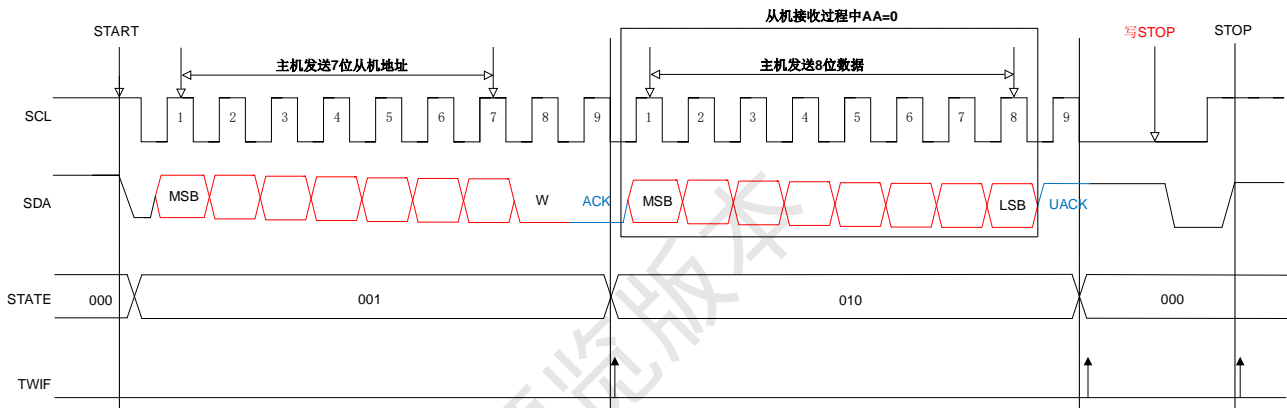 从机接收过程中AA=0
START
写STOP
STOP
主机发送7位从机地址
主机发送8位数据
SCL
1 2 3 4 5 6 7 8 9 1 2 3 4 5 6 7 8 9
SDA
MSB W ACK MSB LSB UACK
STATE
000 001 010 000
TWIF
览版本